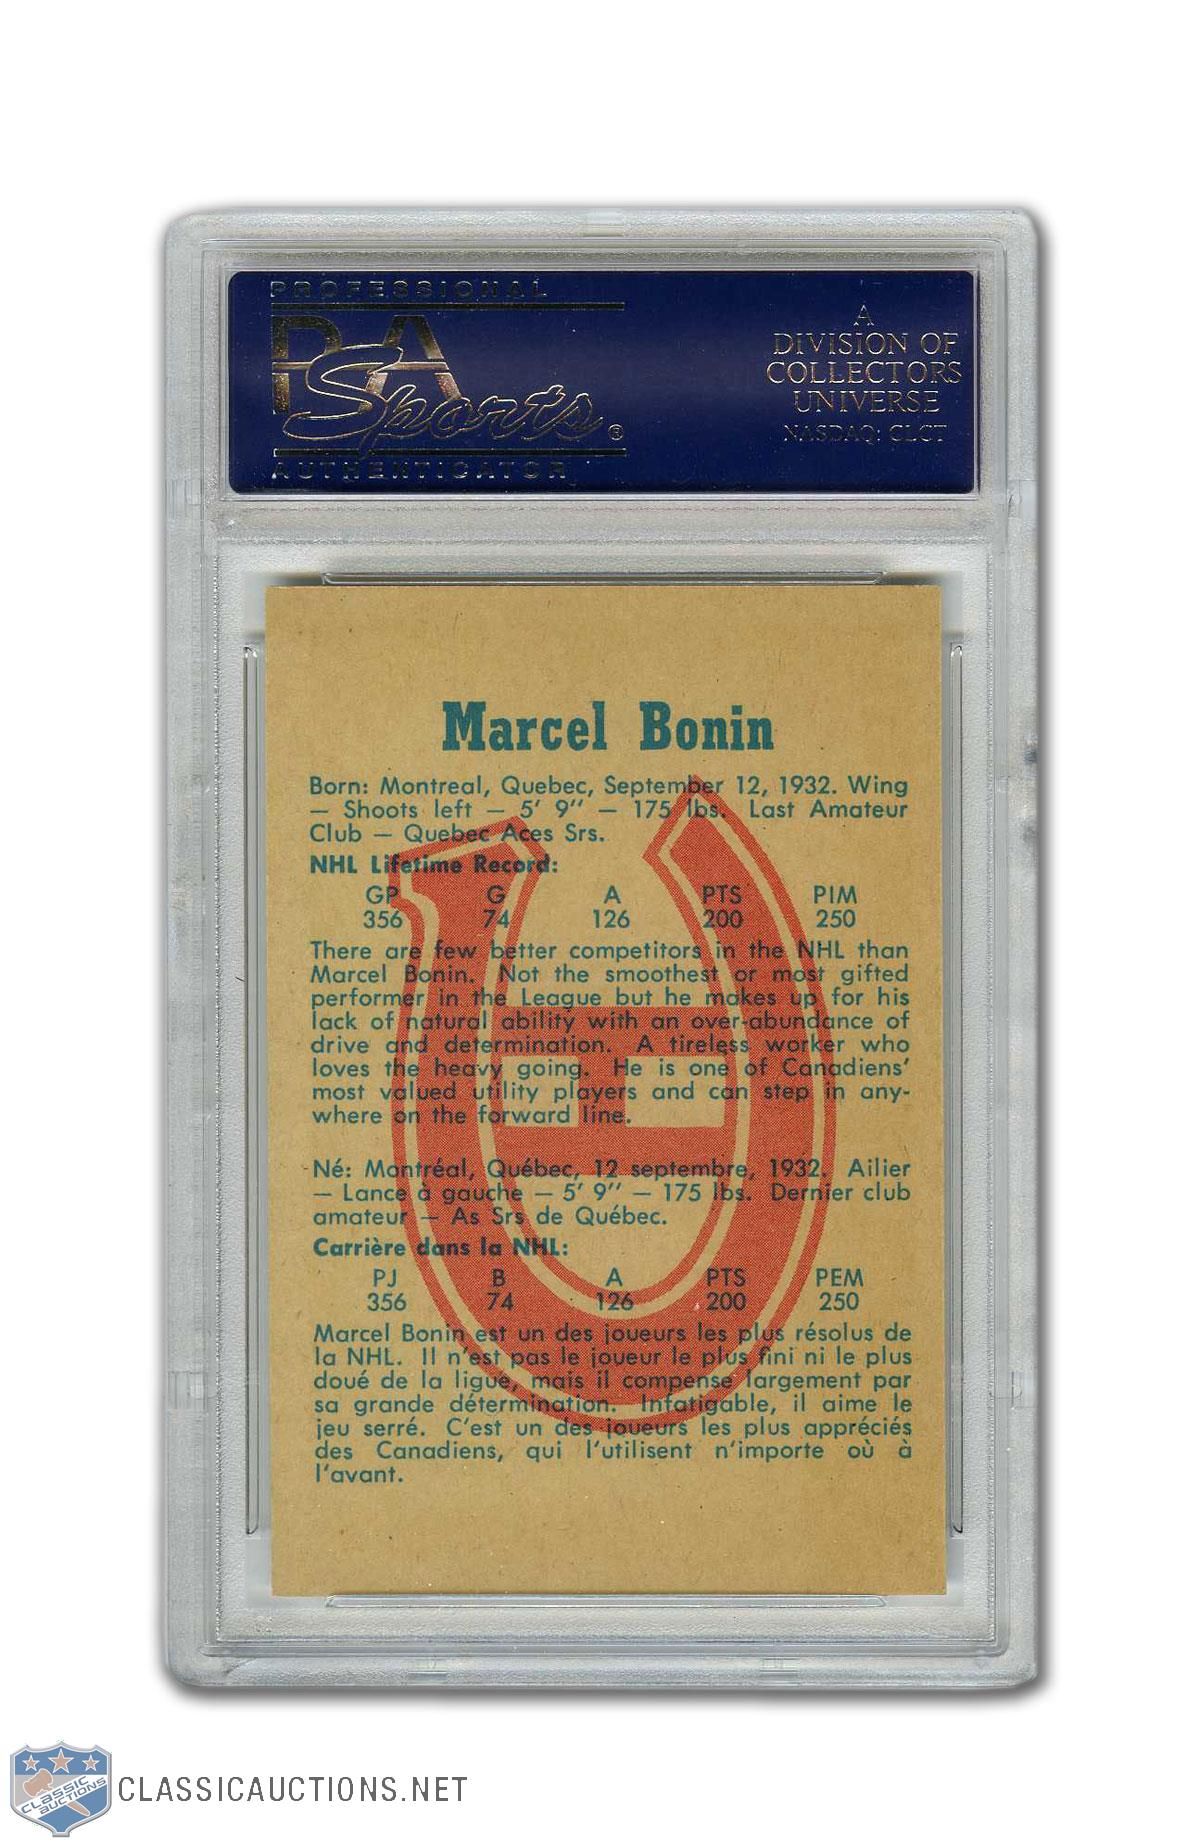 PROFESSIONAL
PSA
Sports®
AUTHENTICATOR
A
DIVISION OF
COLLECTORS
UNIVERSE
NASDAQ: CLCT
Marcel Bonin
Born: Montreal, Quebec, September 12, 1932. Wing
— Shoots left — 5' 9" — 175 lbs. Last Amateur
Club — Quebec Aces Srs.
NHL Lifetime Record:
GP G A PTS PIM
356 74 126 200 250
There are few better competitors in the NHL than
Marcel Bonin. Not the smoothest or most gifted
performer in the League but he makes up for his
lack of natural ability with an over-abundance of
drive and determination. A tireless worker who
loves the heavy going. He is one of Canadiens'
most valued utility players and can step in any-
where on the forward line.
Né: Montréal, Québec, 12 septembre, 1932. Ailier
— Lance à gauche — 5' 9" — 175 lbs. Dernier club
amateur — As Srs de Québec.
Carrière dans la NHL:
PJ B A PTS PEM
356 74 126 200 250
Marcel Bonin est un des joueurs les plus résolus de
la NHL. Il n'est pas le joueur le plus fini ni le plus
doué de la ligue, mais il compense largement par
sa grande détermination. Infatigable, il aime le
jeu serré. C'est un des joueurs les plus appréciés
des Canadiens, qui l'utilisent n'importe où à
l'avant.
CLASSIC
AUCTIONS
CLASSICAUCTIONS.NET